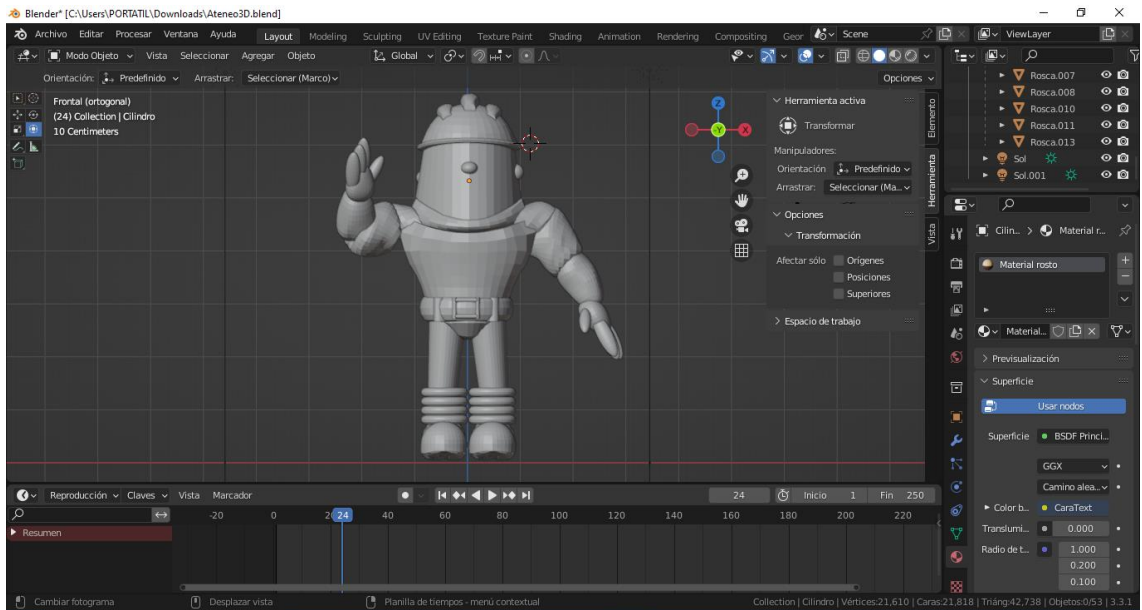 Blender* [C:\Users\PORTATIL\Downloads\Ateneo3D.blend]
Archivo Editar Procesar Ventana Ayuda Layout Modeling Sculpting UV Editing Texture Paint Shading Animation Rendering Compositing Geor Scene ViewLayer
Modo Objeto Vista Seleccionar Agregar Objeto Global
Orientación: Predefinido Arrastrar: Seleccionar (Marco) Opciones
Frontal (ortogonal)
(24) Collection | Cilindro
10 Centimeters
Z
-Y
X
Herramienta activa
Transformar
Manipuladores:
Orientación Predefinido
Arrastrar: Seleccionar (Ma...
Opciones
Transformación
Afectar sólo Orígenes
Posiciones
Superiores
Espacio de trabajo
Elemento
Herramienta
Vista
Rosca.007
Rosca.008
Rosca.010
Rosca.011
Rosca.013
Sol
Sol.001
Cilin... > Material r...
Material rosto
Material...
Previsualización
Superficie
Usar nodos
Superficie BSDF Princi...
GGX
Camino alea...
Color b... CaraText
Translumi... 0.000
Radio de t... 1.000
0.200
0.100
Reproducción Claves Vista Marcador 24 Inicio 1 Fin 250
-20 0 24 40 60 80 100 120 140 160 180 200 220
Resumen
Cambiar fotograma Desplazar vista Planilla de tiempos - menú contextual Collection | Cilindro | Vértices:21,610 | Caras:21,818 | Triáng:42,738 | Objetos:0/53 | 3.3.1